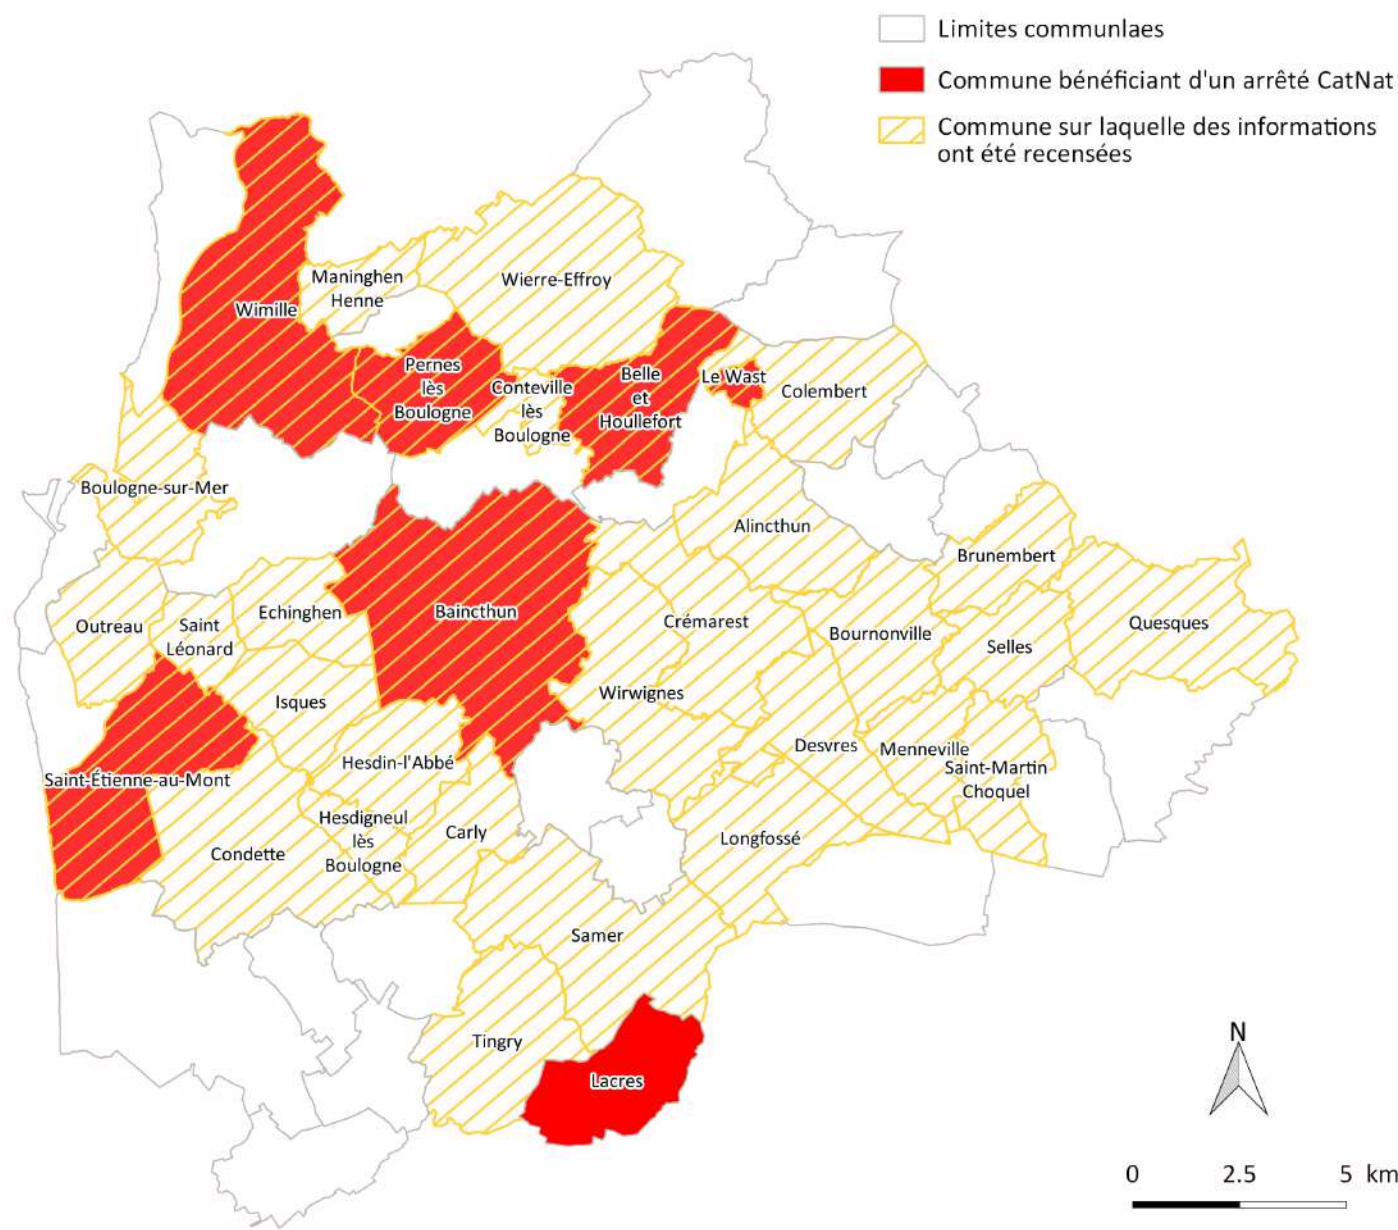 Limites communlaes
Commune bénéficiant d'un arrêté CatNat
Commune sur laquelle des informations
ont été recensées
Maninghen
Henne
Wierre-Effroy
Wimille
Pernes
lès
Boulogne
Conteville
lès
Boulogne
Belle
et
Houllefort
Le Wast
Colembert
Boulogne-sur-Mer
Alincthun
Brunembert
Outreau
Saint
Léonard
Echinghen
Baincthun
Crémarest
Bournonville
Selles
Quesques
Isques
Wirwignes
Hesdin-l'Abbé
Desvres
Menneville
Saint-Martin
Choquel
Saint-Étienne-au-Mont
Condette
Hesdigneul
lès
Boulogne
Carly
Longfossé
Samer
Tingry
Lacres
N
0 2.5 5 km